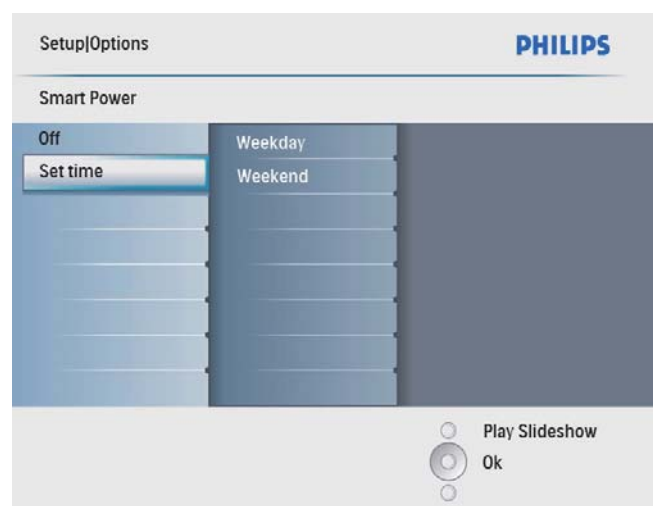 Setup|Options
PHILIPS
Smart Power
Off
Weekday
Set time
Weekend
Play Slideshow
Ok